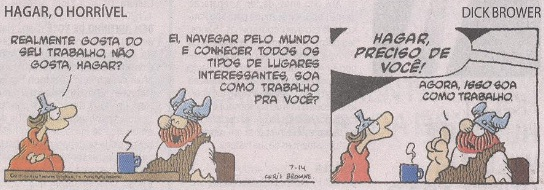 HAGAR, O HORRÍVEL
DICK BROWER
REALMENTE GOSTA DO
SEU TRABALHO, NÃO
GOSTA, HAGAR?
EI, NAVEGAR PELO MUNDO
E CONHECER TODOS OS
TIPOS DE LUGARES
INTERESSANTES, SOA
COMO TRABALHO
PRA VOCÊ?
7-14
CHRIS BROWNE
HAGAR,
PRECISO DE
VOCÊ!
AGORA, ISSO SOA
COMO TRABALHO.